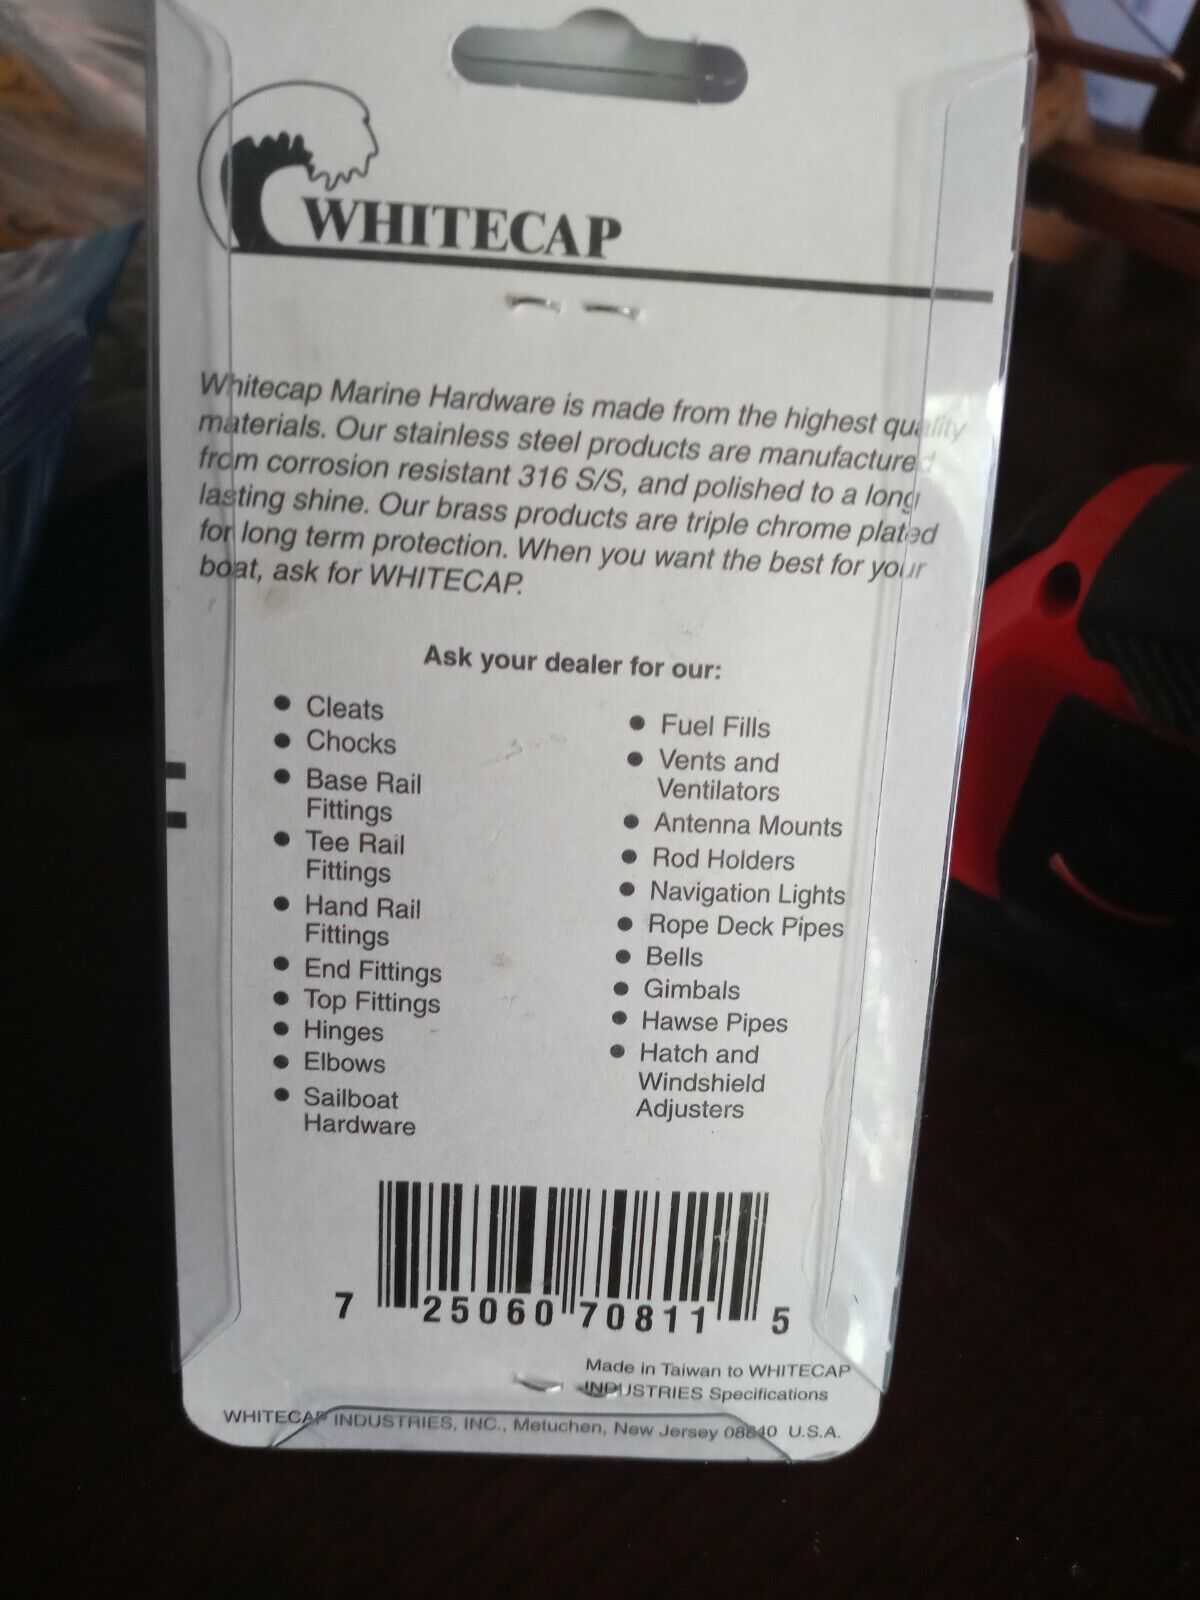 WHITECAP
Whitecap Marine Hardware is made from the highest quality
materials. Our stainless steel products are manufactured
from corrosion resistant 316 S/S, and polished to a long
lasting shine. Our brass products are triple chrome plated
for long term protection. When you want the best for your
boat, ask for WHITECAP.
Ask your dealer for our:
• Cleats
• Chocks
• Base Rail
Fittings
• Tee Rail
Fittings
• Hand Rail
Fittings
• End Fittings
• Top Fittings
• Hinges
• Elbows
• Sailboat
Hardware
• Fuel Fills
• Vents and
Ventilators
• Antenna Mounts
• Rod Holders
• Navigation Lights
• Rope Deck Pipes
• Bells
• Gimbals
• Hawse Pipes
• Hatch and
Windshield
Adjusters
7 25060 70811 5
Made in Taiwan to WHITECAP
INDUSTRIES Specifications
WHITECAP INDUSTRIES, INC., Metuchen, New Jersey 08840 U.S.A.